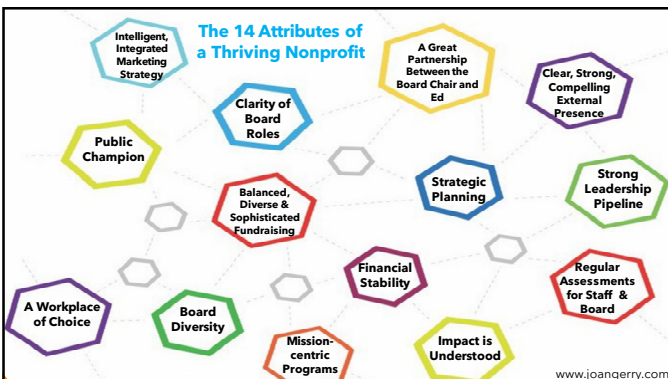 The 14 Attributes of
a Thriving Nonprofit
Intelligent,
Integrated
Marketing
Strategy
A Great
Partnership
Between the
Board Chair and
Ed
Clear, Strong,
Compelling
External
Presence
Clarity of
Board
Roles
Public
Champion
Balanced,
Diverse &
Sophisticated
Fundraising
Strategic
Planning
Strong
Leadership
Pipeline
Financial
Stability
Regular
Assessments
for Staff &
Board
A Workplace
of Choice
Board
Diversity
Mission-
centric
Programs
Impact is
Understood
www.joangerry.com